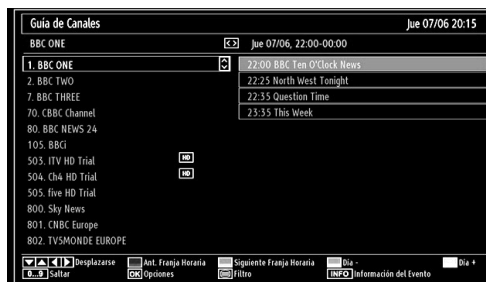 Guía de Canales Jue 07/06 20:15
BBC ONE <> Jue 07/06, 22:00-00:00
1. BBC ONE 22:00 BBC Ten O'Clock News
2. BBC TWO 22:25 North West Tonight
7. BBC THREE 22:35 Question Time
70. CBBC Channel 23:35 This Week
80. BBC NEWS 24
105. BBCi
503. ITV HD Trial HD
504. Ch4 HD Trial HD
505. five HD Trial
800. Sky News
801. CNBC Europe
802. TV5MONDE EUROPE
Desplazarse Ant. Franja Horaria Siguiente Franja Horaria Día - Día +
0...9 Saltar OK Opciones Filtro INFO Información del Evento